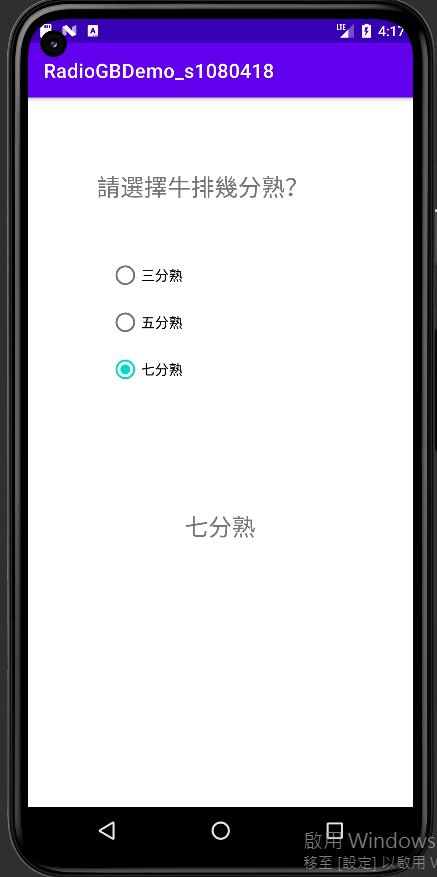 LTE 4:17
RadioGBDemo_s1080418
請選擇牛排幾分熟?
三分熟
五分熟
七分熟
七分熟
啟用 Windows
移至 [設定] 以啟用